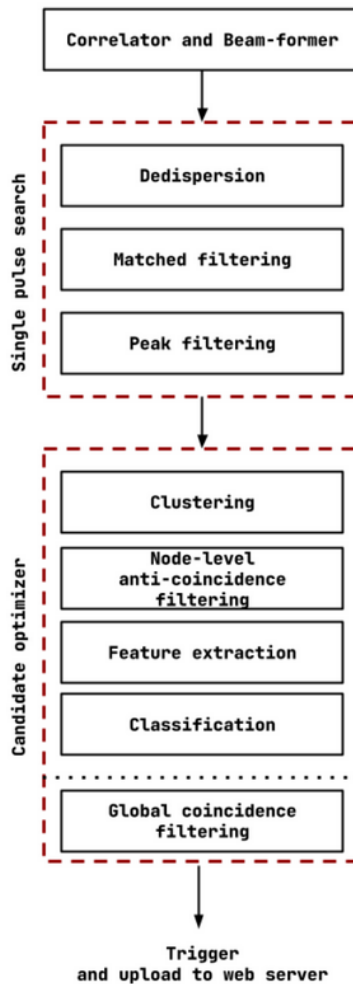 Correlator and Beam-former
Single pulse search
Dedispersion
Matched filtering
Peak filtering
Candidate optimizer
Clustering
Node-level
anti-coincidence
filtering
Feature extraction
Classification
Global coincidence
filtering
Trigger
and upload to web server